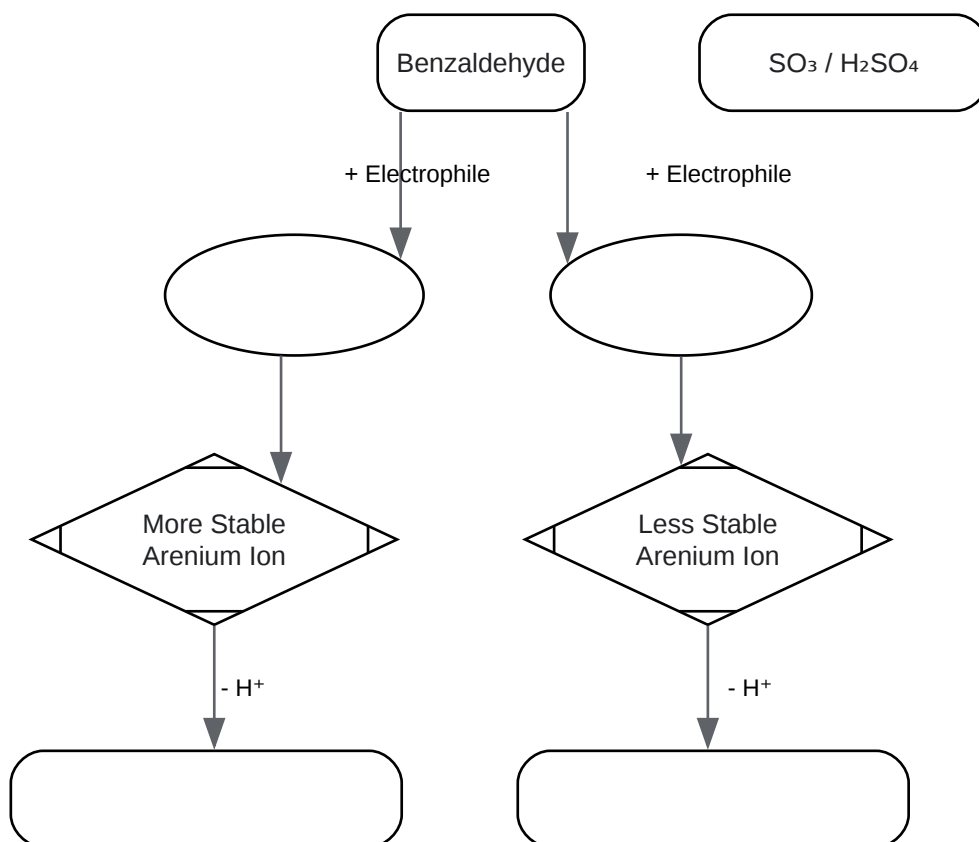 Benzaldehyde
SO₃ / H₂SO₄
+ Electrophile
+ Electrophile
More Stable
Arenium Ion
Less Stable
Arenium Ion
- H⁺
- H⁺